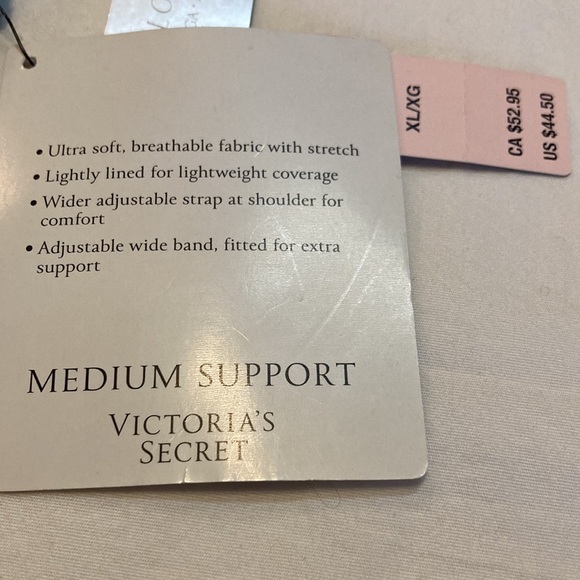 • Ultra soft, breathable fabric with stretch
• Lightly lined for lightweight coverage
• Wider adjustable strap at shoulder for
comfort
• Adjustable wide band, fitted for extra
support
MEDIUM SUPPORT
VICTORIA'S
SECRET
XL/XG
CA $52.95
US $44.50